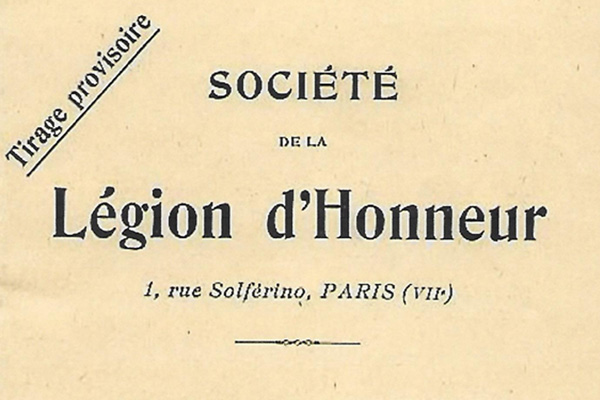 Tirage provisoire
SOCIÉTÉ
DE LA
Légion d'Honneur
1, rue Solférino, PARIS (VIIe)